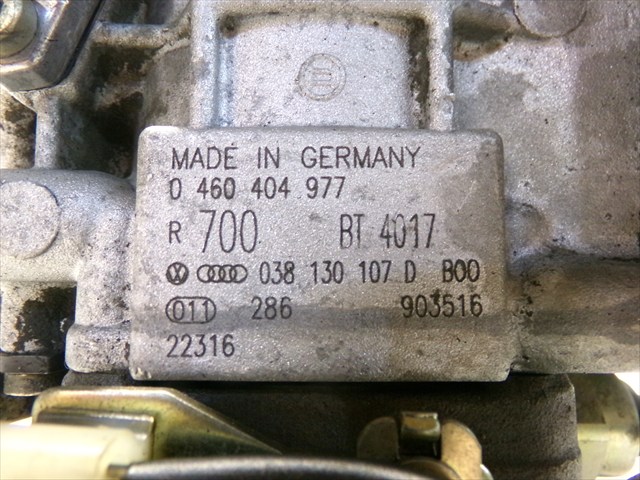 MADE IN GERMANY
0 460 404 977
R 700 BT 4017
038 130 107 D B00
011 286 903516
22316